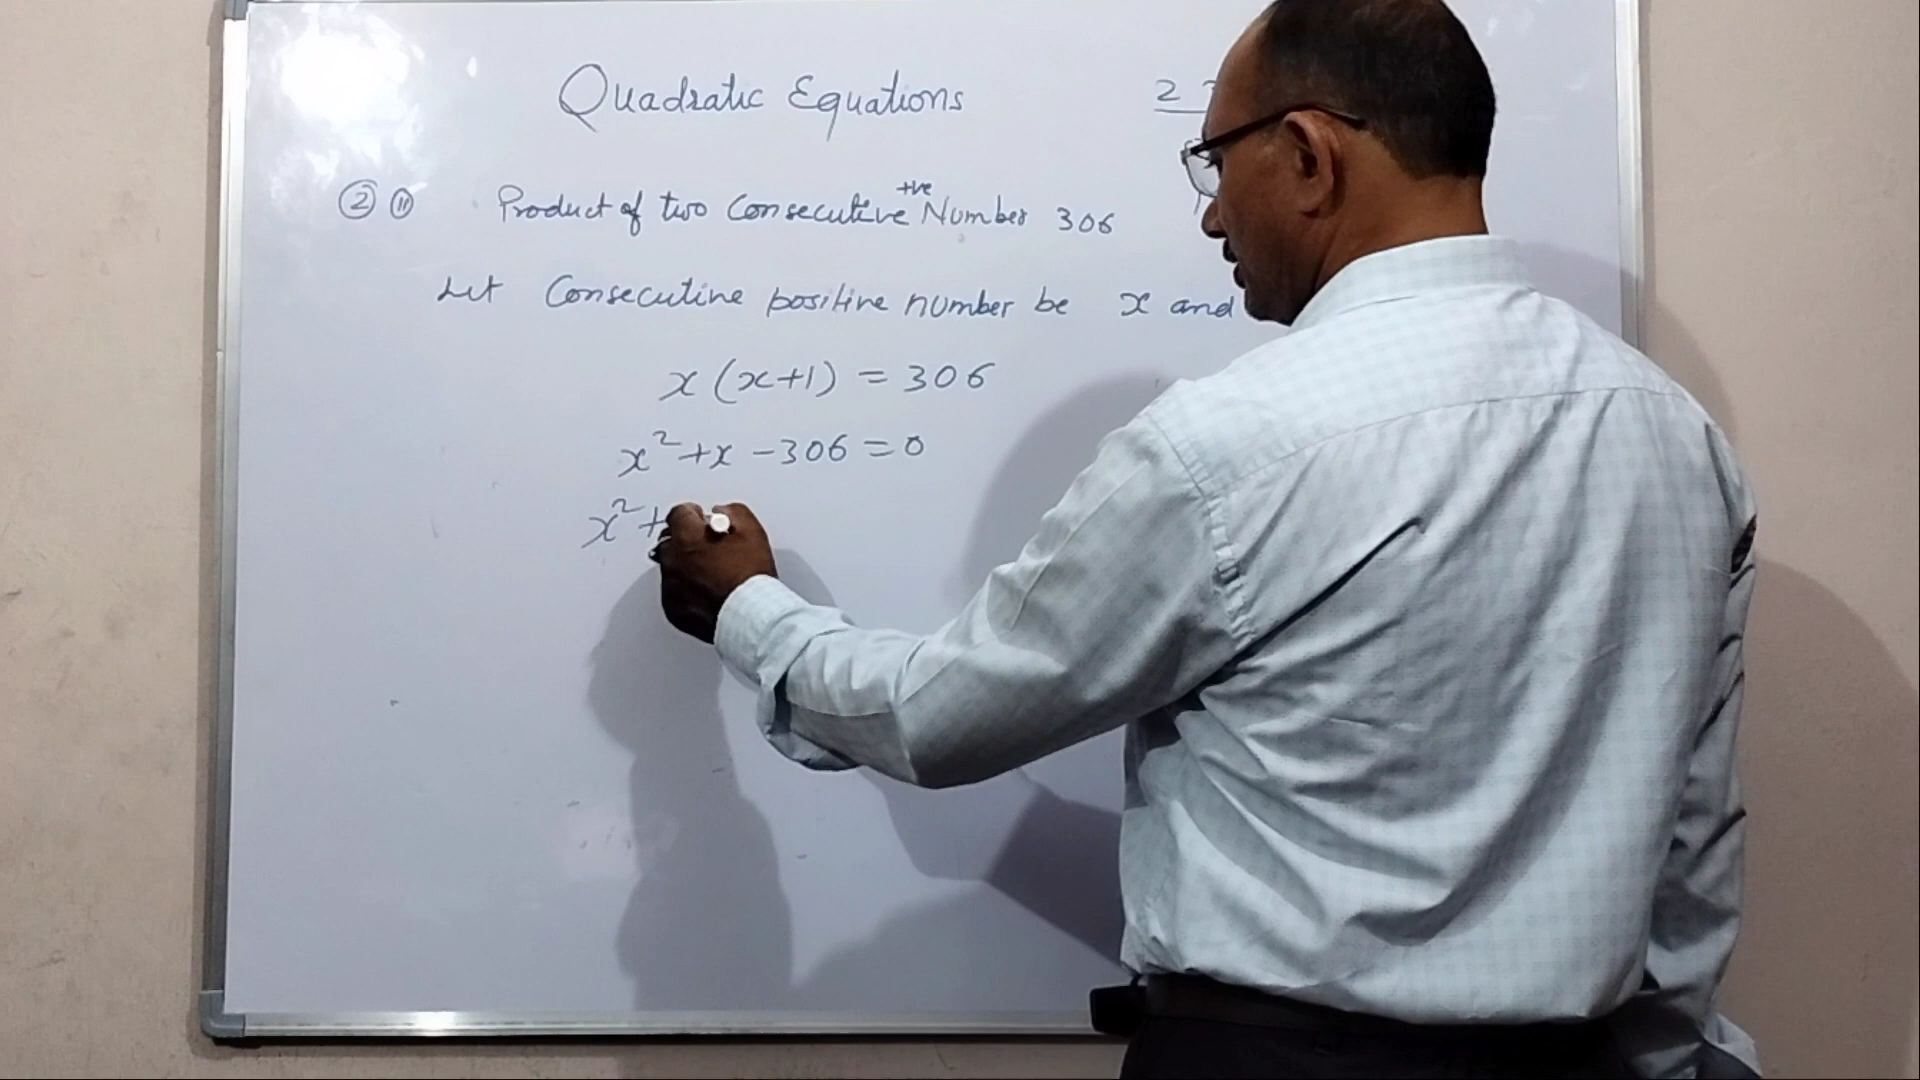 Quadratic Equations 2
② ⑪ Product of two Consecutive +ve Number 306
Let Consecutive positive number be x and
x (x+1) = 306
x² +x -306 = 0
x² +